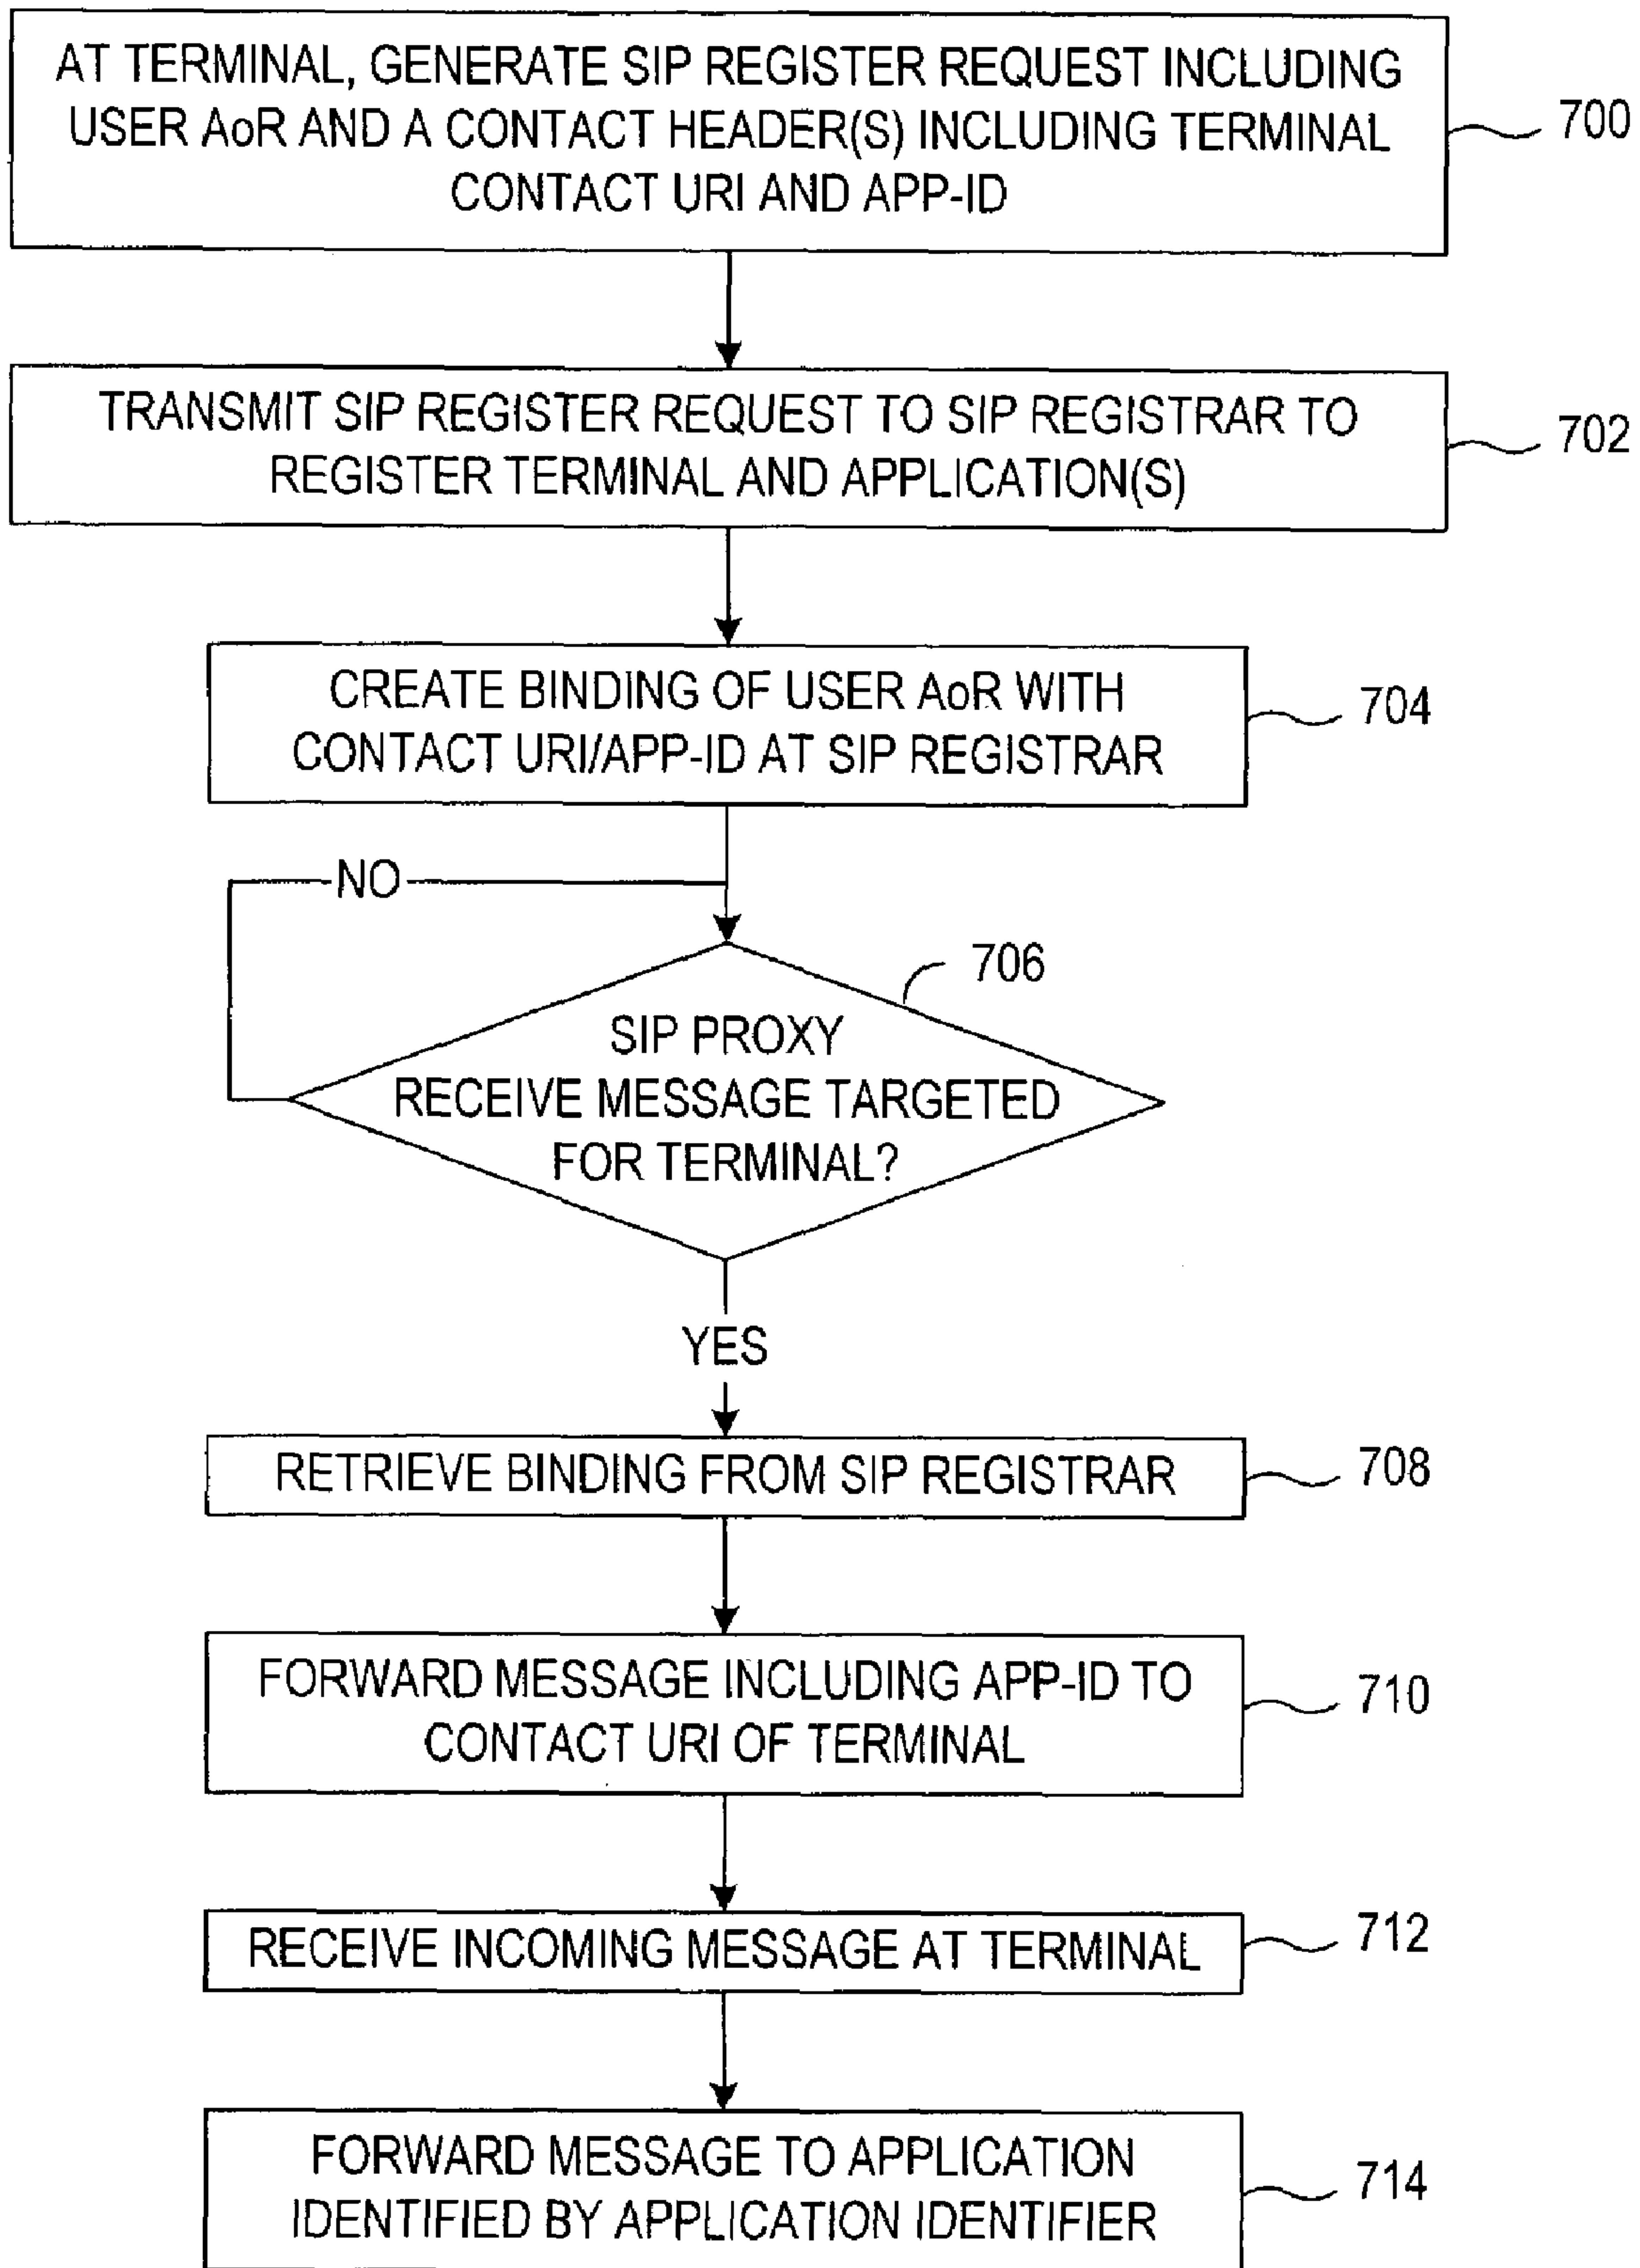 AT TERMINAL, GENERATE SIP REGISTER REQUEST INCLUDING
USER AoR AND A CONTACT HEADER(S) INCLUDING TERMINAL
CONTACT URI AND APP-ID
700
TRANSMIT SIP REGISTER REQUEST TO SIP REGISTRAR TO
REGISTER TERMINAL AND APPLICATION(S)
702
CREATE BINDING OF USER AoR WITH
CONTACT URI/APP-ID AT SIP REGISTRAR
704
NO
706
SIP PROXY
RECEIVE MESSAGE TARGETED
FOR TERMINAL?
YES
RETRIEVE BINDING FROM SIP REGISTRAR
708
FORWARD MESSAGE INCLUDING APP-ID TO
CONTACT URI OF TERMINAL
710
RECEIVE INCOMING MESSAGE AT TERMINAL
712
FORWARD MESSAGE TO APPLICATION
IDENTIFIED BY APPLICATION IDENTIFIER
714